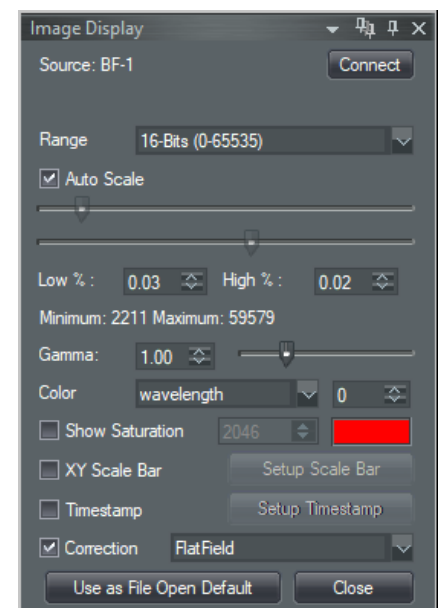 Image Display
Source: BF-1 Connect
Range 16-Bits (0-65535)
Auto Scale
Low % : 0.03 High % : 0.02
Minimum: 2211 Maximum: 59579
Gamma: 1.00
Color wavelength 0
Show Saturation 2046
XY Scale Bar Setup Scale Bar
Timestamp Setup Timestamp
Correction FlatField
Use as File Open Default Close